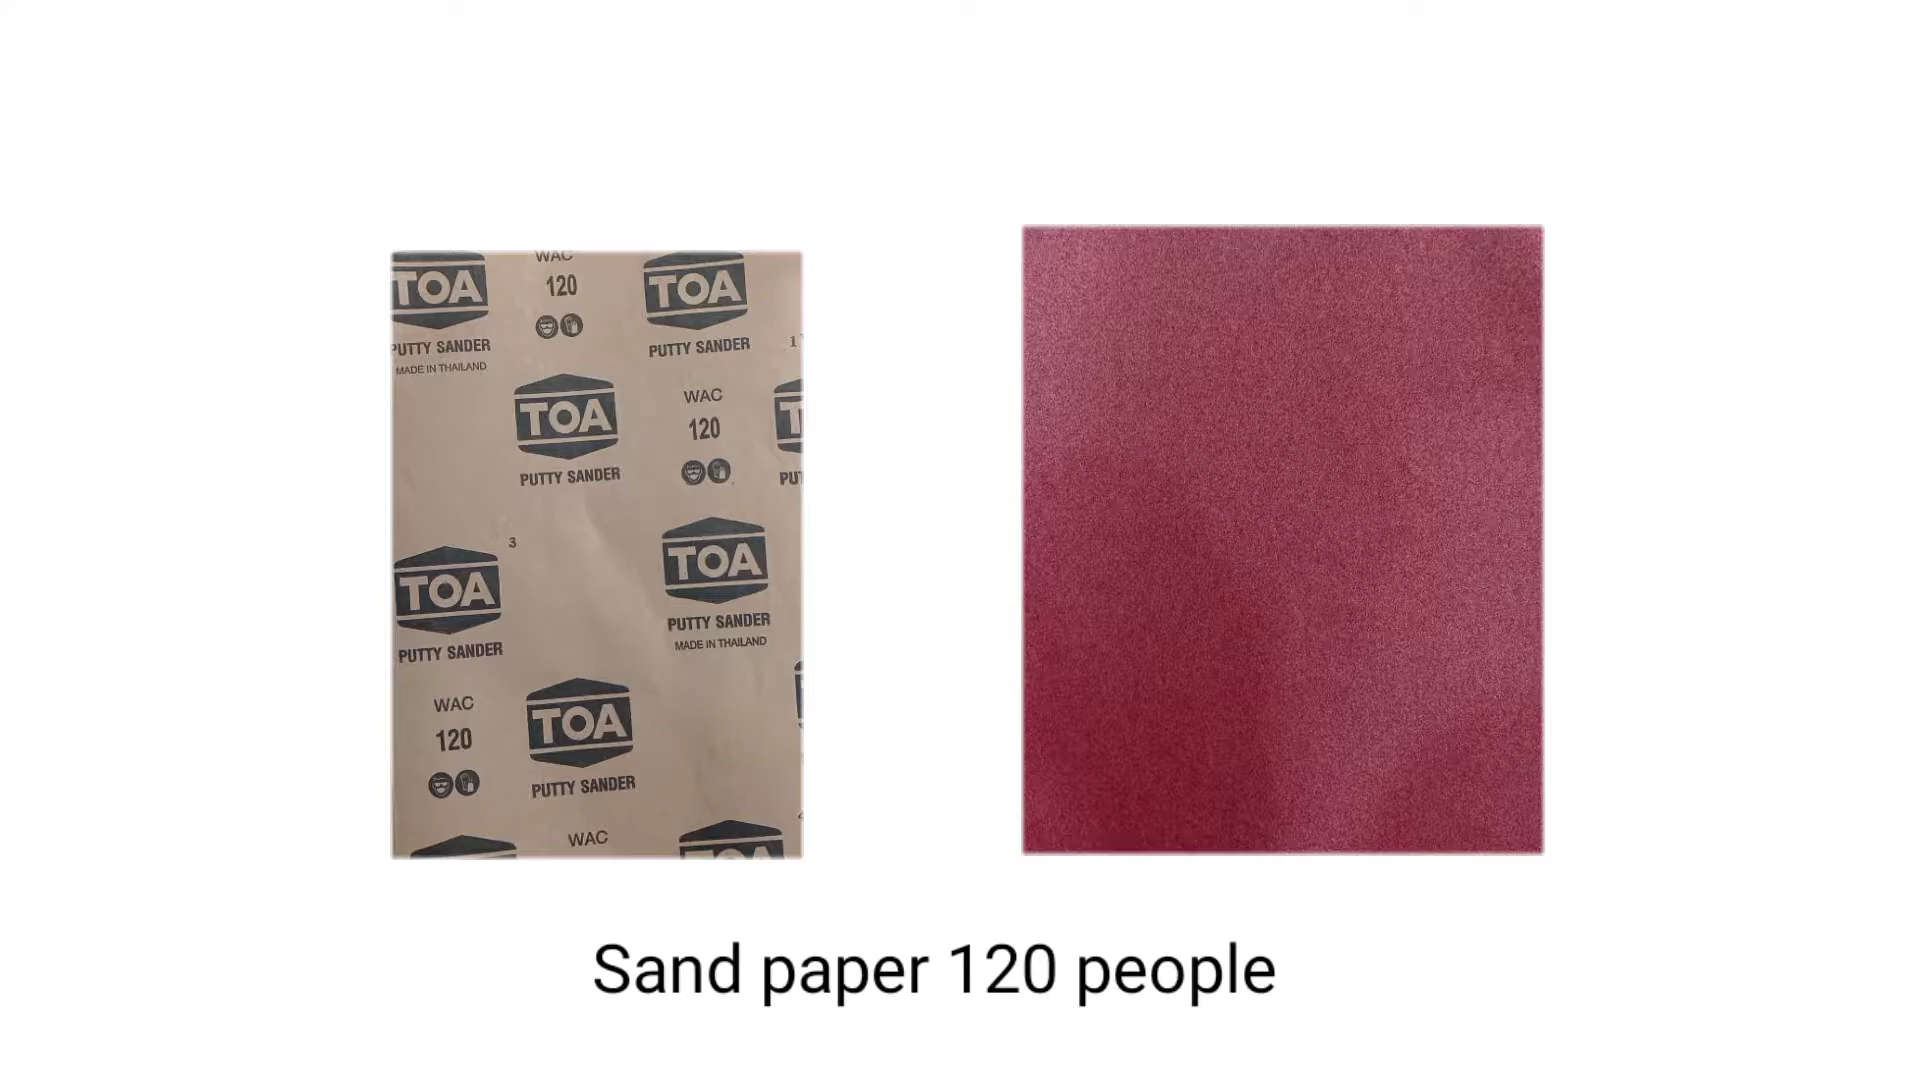 WAC
TOA 120 TOA
PUTTY SANDER PUTTY SANDER
MADE IN THAILAND
TOA WAC
120
PUTTY SANDER
3
TOA TOA
PUTTY SANDER PUTTY SANDER
MADE IN THAILAND
WAC TOA
120
PUTTY SANDER
WAC
Sand paper 120 people